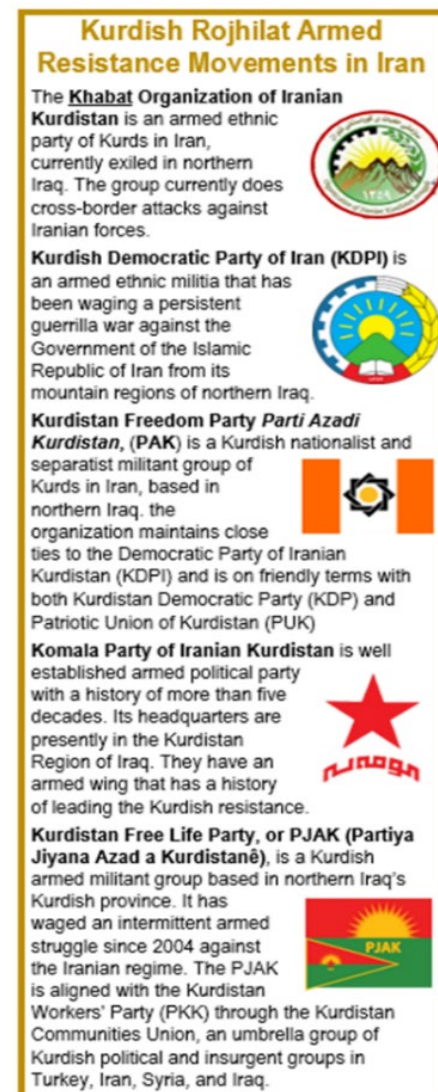 Kurdish Rojhilat Armed
Resistance Movements in Iran
The Khabat Organization of Iranian
Kurdistan is an armed ethnic
party of Kurds in Iran,
currently exiled in northern
Iraq. The group currently does
cross-border attacks against
Iranian forces.
١٣٥٩
Kurdish Democratic Party of Iran (KDPI) is
an armed ethnic militia that has
been waging a persistent
guerrilla war against the
Government of the Islamic
Republic of Iran from its
mountain regions of northern Iraq.
Kurdistan Freedom Party Parti Azadi
Kurdistan, (PAK) is a Kurdish nationalist and
separatist militant group of
Kurds in Iran, based in
northern Iraq. the
organization maintains close
ties to the Democratic Party of Iranian
Kurdistan (KDPI) and is on friendly terms with
both Kurdistan Democratic Party (KDP) and
Patriotic Union of Kurdistan (PUK)
Komala Party of Iranian Kurdistan is well
established armed political party
with a history of more than five
decades. Its headquarters are
presently in the Kurdistan
Region of Iraq. They have an
armed wing that has a history
of leading the Kurdish resistance.
Kurdistan Free Life Party, or PJAK (Partiya
Jiyana Azad a Kurdistanê), is a Kurdish
armed militant group based in northern Iraq's
Kurdish province. It has
waged an intermittent armed
struggle since 2004 against
the Iranian regime. The PJAK
is aligned with the Kurdistan
Workers' Party (PKK) through the Kurdistan
Communities Union, an umbrella group of
Kurdish political and insurgent groups in
Turkey, Iran, Syria, and Iraq.
PJAK